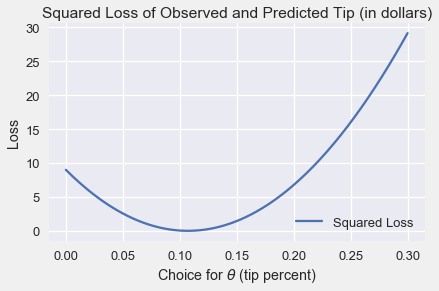 Squared Loss of Observed and Predicted Tip (in dollars)
30
25
20
15
10
5
0
Loss
Squared Loss
0.00 0.05 0.10 0.15 0.20 0.25 0.30
Choice for θ (tip percent)